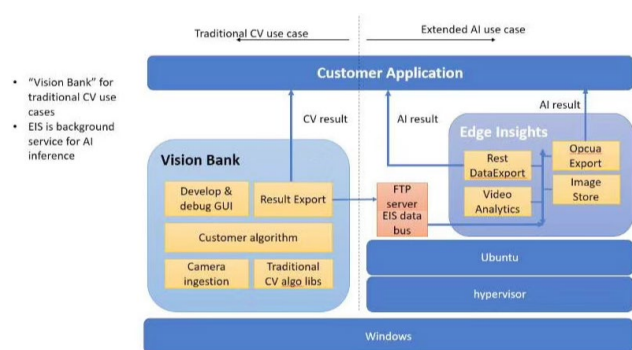 Traditional CV use case
Extended AI use case
Customer Application
• “Vision Bank” for
traditional CV use
cases
• EIS is background
service for AI
inference
CV result
AI result
AI result
Vision Bank
Develop &
debug GUI
Result Export
Customer algorithm
Camera
ingestion
Traditional
CV algo libs
FTP
server
EIS data
bus
Edge Insights
Rest
DataExport
Opcua
Export
Video
Analytics
Image
Store
Ubuntu
hypervisor
Windows